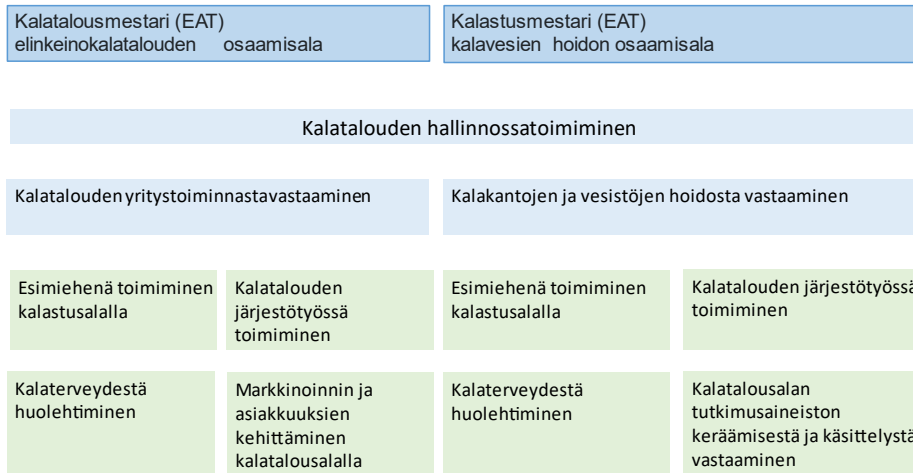 Kalatalousmestari (EAT)
elinkeinokalatalouden osaamisala
Kalastusmestari (EAT)
kalavesien hoidon osaamisala
Kalatalouden hallinnossatoimiminen
Kalatalouden yritystoiminnastavastaaminen
Kalakantojen ja vesistöjen hoidosta vastaaminen
Esimiehenä toimiminen
kalastusalalla
Kalatalouden
järjestötyössä
toimiminen
Esimiehenä toimiminen
kalastusalalla
Kalatalouden järjestötyössä
toimiminen
Kalaterveydestä
huolehtiminen
Markkinoinnin ja
asiakkuuksien
kehittäminen
kalatalousalalla
Kalaterveydestä
huolehtiminen
Kalatalousalan
tutkimusaineiston
keräämisestä ja käsittelystä
vastaaminen